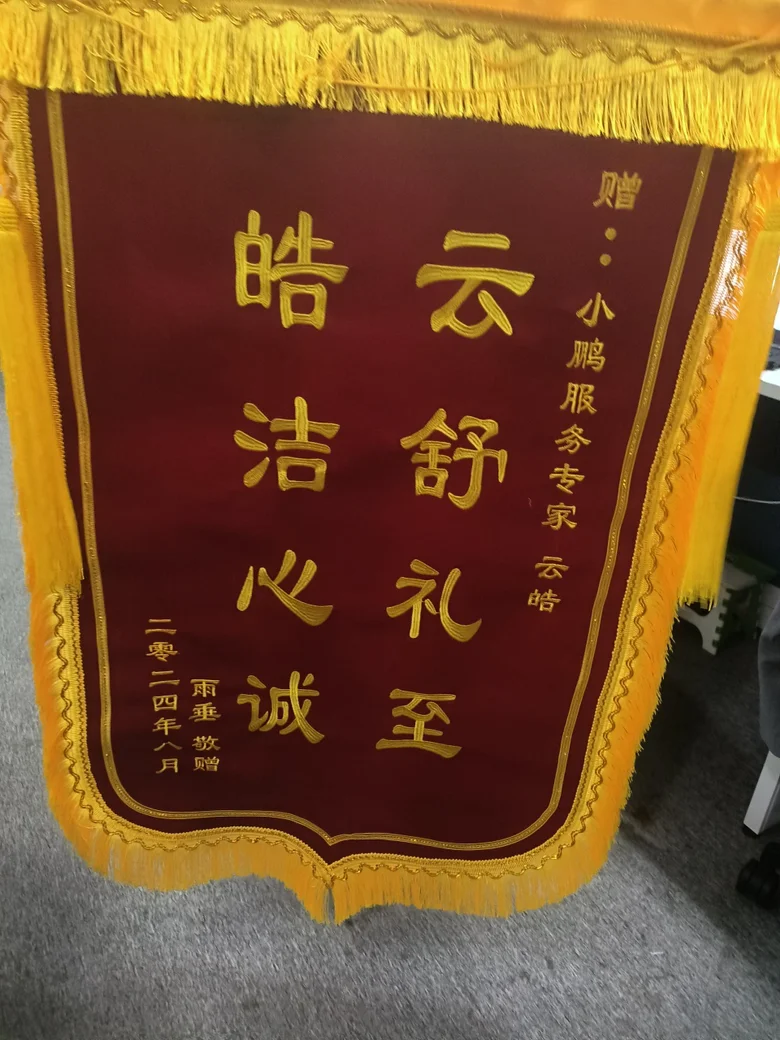 赠：小鹏服务专家 云皓
云舒礼至
皓洁心诚
雨垂 敬赠
二零二四年八月